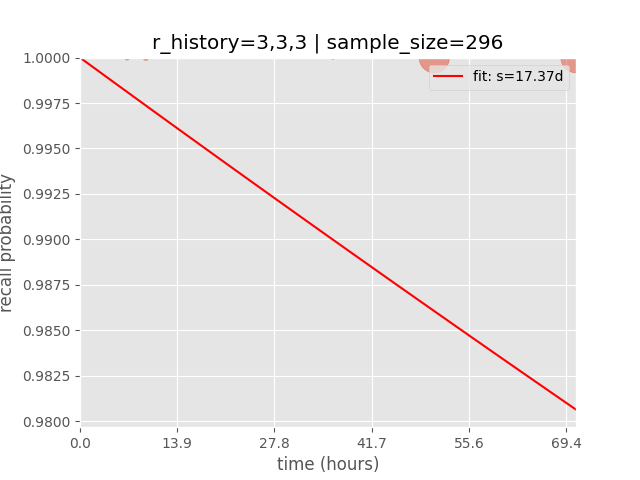 r_history=3,3,3 | sample_size=296
1.0000
0.9975
0.9950
0.9925
0.9900
0.9875
0.9850
0.9825
0.9800
recall probability
fit: s=17.37d
0.0 13.9 27.8 41.7 55.6 69.4
time (hours)